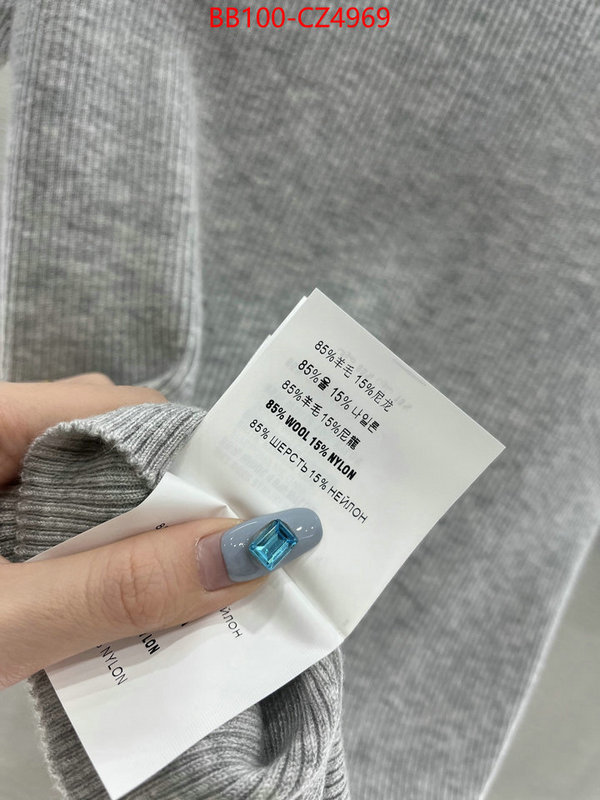 BB100-CZ4969
85%羊毛 15%尼龙
85%울 15% 나일론
85%羊毛 15%尼龍
85% WOOL 15% NYLON
85% ШЕРСТЬ 15% НЕЙЛОН
NYLON